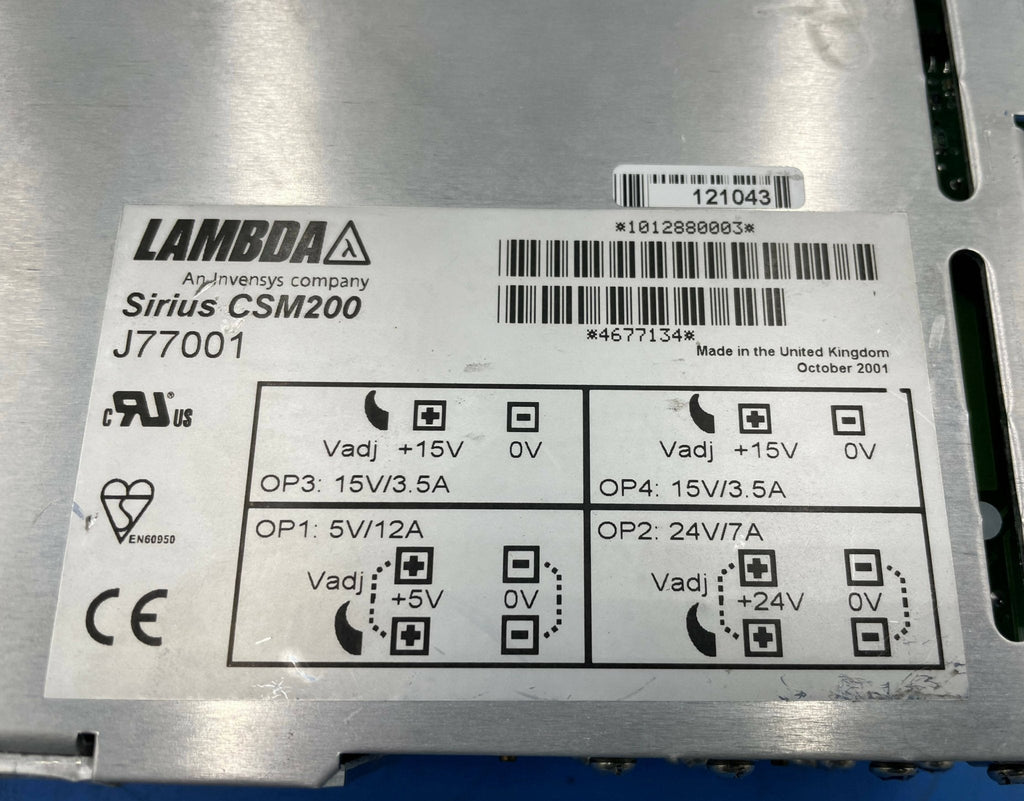 121043
LAMBDA λ
*1012880003*
An Invensys company
Sirius CSM200
J77001
*4677134*
Made in the United Kingdom
October 2001
c RU® US
EN60950
CE
Vadj +15V 0V
OP3: 15V/3.5A
Vadj +15V 0V
OP4: 15V/3.5A
OP1: 5V/12A
Vadj +5V 0V
OP2: 24V/7A
Vadj +24V 0V